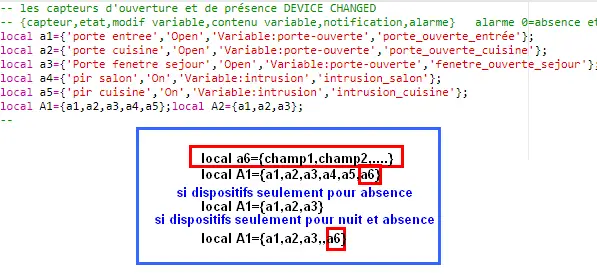 -- les capteurs d'ouverture et de présence DEVICE CHANGED
-- {capteur,etat,modif variable,contenu variable,notification,alarme}   alarme 0=absence et
local a1={'porte entree','Open','Variable:porte-ouverte','porte_ouverte_entrée'};
local a2={'porte cuisine','Open','Variable:porte-ouverte','porte_ouverte_cuisine'};
local a3={'Porte fenetre sejour','Open','Variable:porte-ouverte','fenetre_ouverte_sejour'};
local a4={'pir salon','On','Variable:intrusion','intrusion_salon'};
local a5={'pir cuisine','On','Variable:intrusion','intrusion_cuisine'};
local A1={a1,a2,a3,a4,a5};local A2={a1,a2,a3};
--
local a6={champ1,champ2,....}
local A1={a1,a2,a3,a4,a5,a6}
si dispositifs seulement pour absence
local A1={a1,a2,a3}
si dispositifs seulement pour nuit et absence
local A1={a1,a2,a3,,a6}